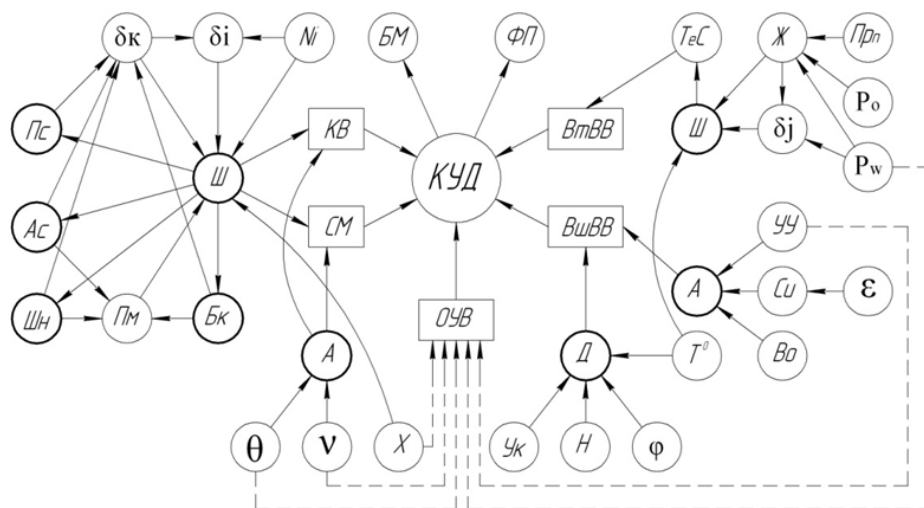 δк δi Ni БМ ФП ТеС Ж Прп
Ро
Пс КВ ВтВВ Ш δj
Рw
Ш КУД
Ас СМ ВшВВ УУ
А Си ε
Шн Пм Бк ОУВ
А Д Т⁰ Во
θ ν Х Ук Н φ